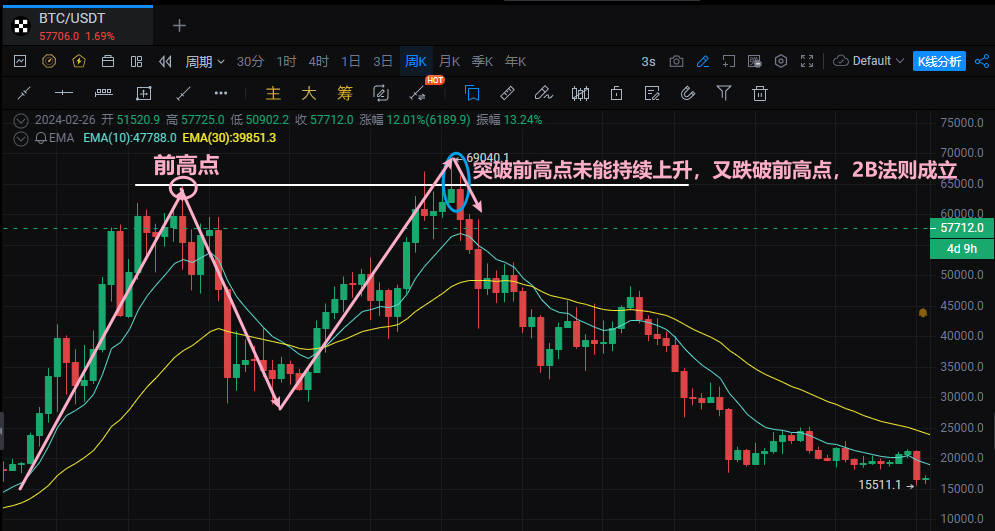 BTC/USDT
57706.0 1.69%
周期 30分 1时 4时 1日 3日 周K 月K 季K 年K 3s Default K线分析
主 大 筹 HOT
2024-02-26 开 51520.9 高 57725.0 低 50902.2 收 57712.0 涨幅 12.01%(6189.9) 振幅 13.24%
EMA EMA(10):47788.0 EMA(30):39851.3
75000.0
70000.0
69040.1
前高点
突破前高点未能持续上升，又跌破前高点，2B法则成立
65000.0
60000.0
57712.0
4d 9h
50000.0
45000.0
40000.0
35000.0
30000.0
25000.0
20000.0
15511.1
15000.0
10000.0